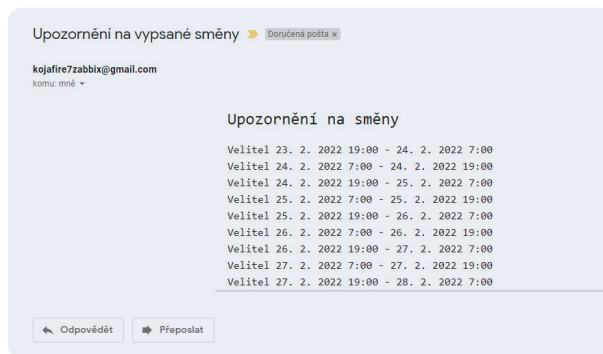 Upozornění na vypsané směny Doručená pošta x
kojafire7zabbix@gmail.com
komu: mně
Upozornění na směny
Velitel 23. 2. 2022 19:00 - 24. 2. 2022 7:00
Velitel 24. 2. 2022 7:00 - 24. 2. 2022 19:00
Velitel 24. 2. 2022 19:00 - 25. 2. 2022 7:00
Velitel 25. 2. 2022 7:00 - 25. 2. 2022 19:00
Velitel 25. 2. 2022 19:00 - 26. 2. 2022 7:00
Velitel 26. 2. 2022 7:00 - 26. 2. 2022 19:00
Velitel 26. 2. 2022 19:00 - 27. 2. 2022 7:00
Velitel 27. 2. 2022 7:00 - 27. 2. 2022 19:00
Velitel 27. 2. 2022 19:00 - 28. 2. 2022 7:00
Odpovědět Přeposlat